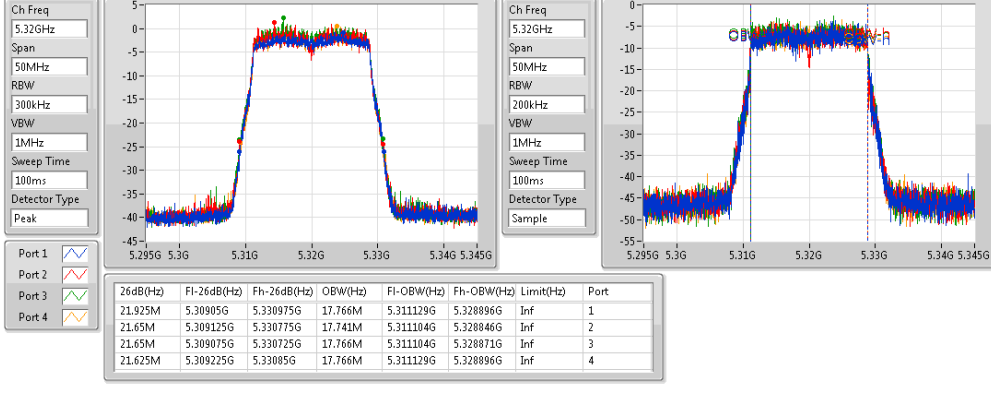 Ch Freq
5.32GHz
Span
50MHz
RBW
300kHz
VBW
1MHz
Sweep Time
100ms
Detector Type
Peak
Port 1
Port 2
Port 3
Port 4
5-
0-
-5-
-10-
-15-
-20-
-25-
-30-
-35-
-40-
-45-
5.295G 5.3G 5.31G 5.32G 5.33G 5.34G 5.345G
Ch Freq
5.32GHz
Span
50MHz
RBW
200kHz
VBW
1MHz
Sweep Time
100ms
Detector Type
Sample
0-
-5-
-10-
-15-
-20-
-25-
-30-
-35-
-40-
-45-
-50-
-55-
5.295G 5.3G 5.31G 5.32G 5.33G 5.34G 5.345G
26dB(Hz) Fl-26dB(Hz) Fh-26dB(Hz) OBW(Hz) Fl-OBW(Hz) Fh-OBW(Hz) Limit(Hz) Port
21.925M 5.30905G 5.330975G 17.766M 5.311129G 5.328896G Inf 1
21.65M 5.309125G 5.330775G 17.741M 5.311104G 5.328846G Inf 2
21.65M 5.309075G 5.330725G 17.766M 5.311104G 5.328871G Inf 3
21.625M 5.309225G 5.33085G 17.766M 5.311129G 5.328896G Inf 4